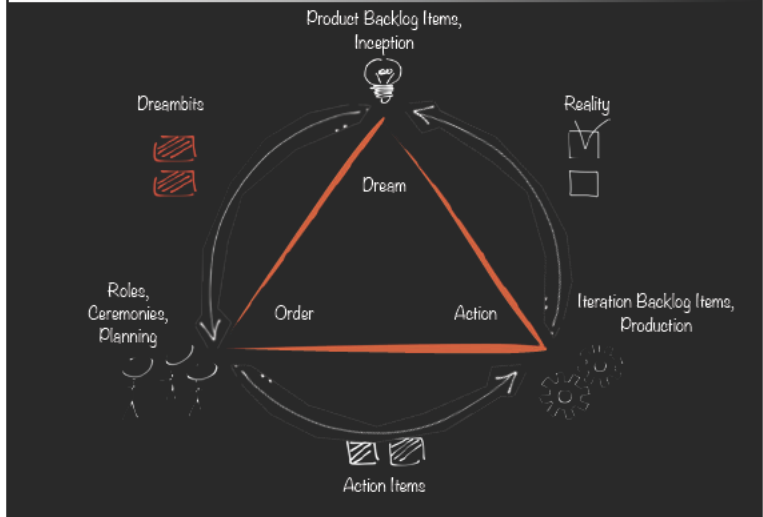 Product Backlog Items,
Inception
Dreambits
Reality
Dream
Roles,
Ceremonies,
Planning
Order
Action
Iteration Backlog Items,
Production
Action Items